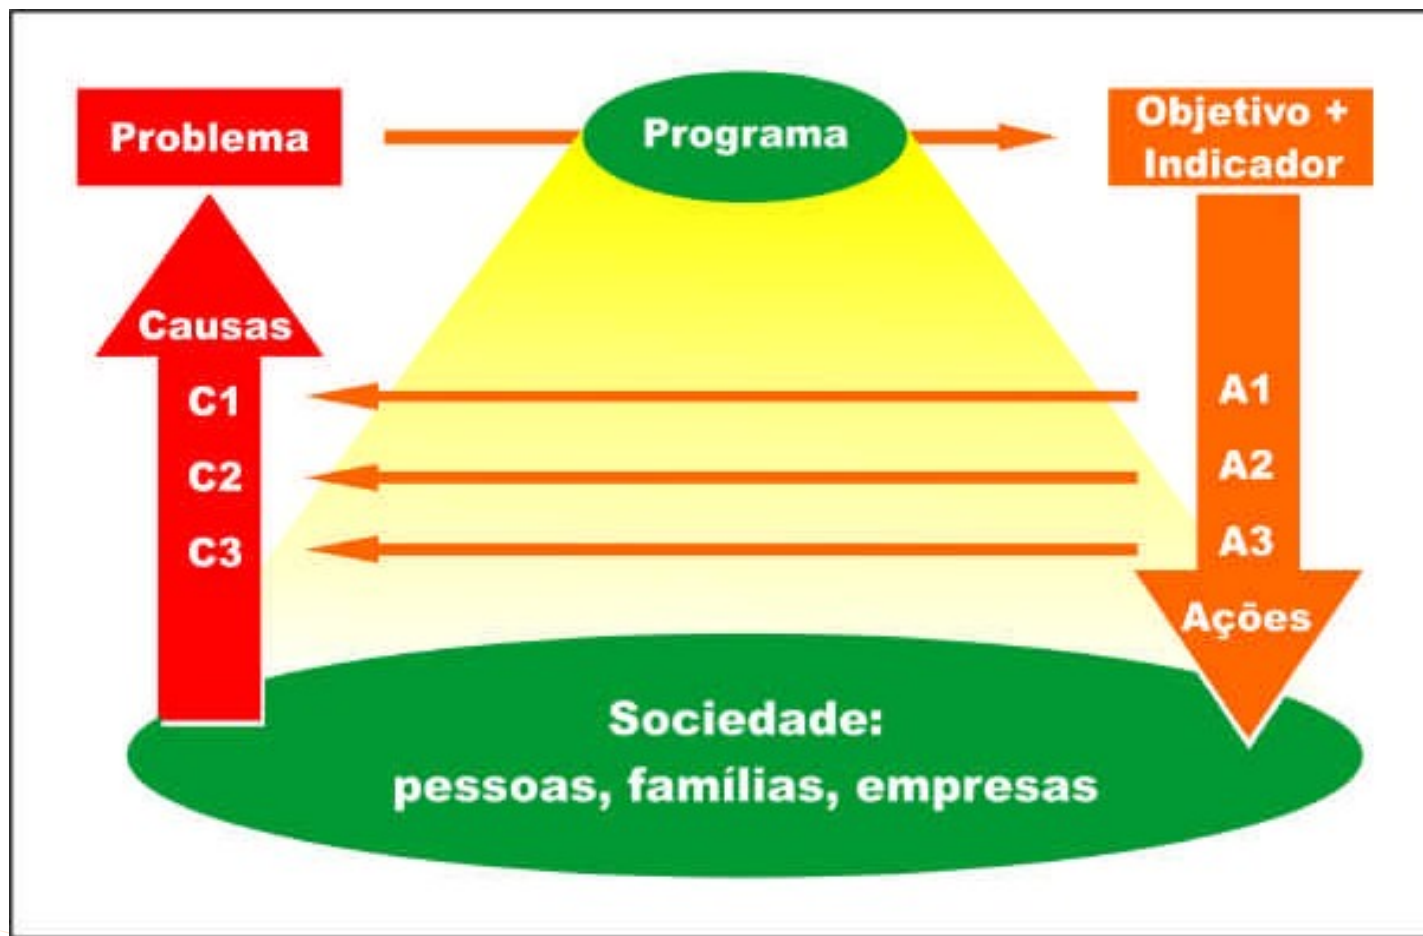 Problema
Programa
Objetivo +
Indicador
Causas
C1
A1
C2
A2
C3
A3
Ações
Sociedade:
pessoas, famílias, empresas